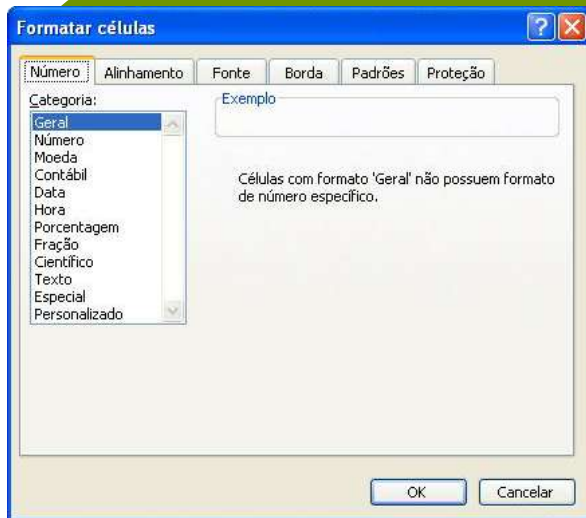 Formatar células
Número Alinhamento Fonte Borda Padrões Proteção
Categoria:
Geral
Número
Moeda
Contábil
Data
Hora
Porcentagem
Fração
Científico
Texto
Especial
Personalizado
Exemplo
Células com formato 'Geral' não possuem formato
de número específico.
OK Cancelar